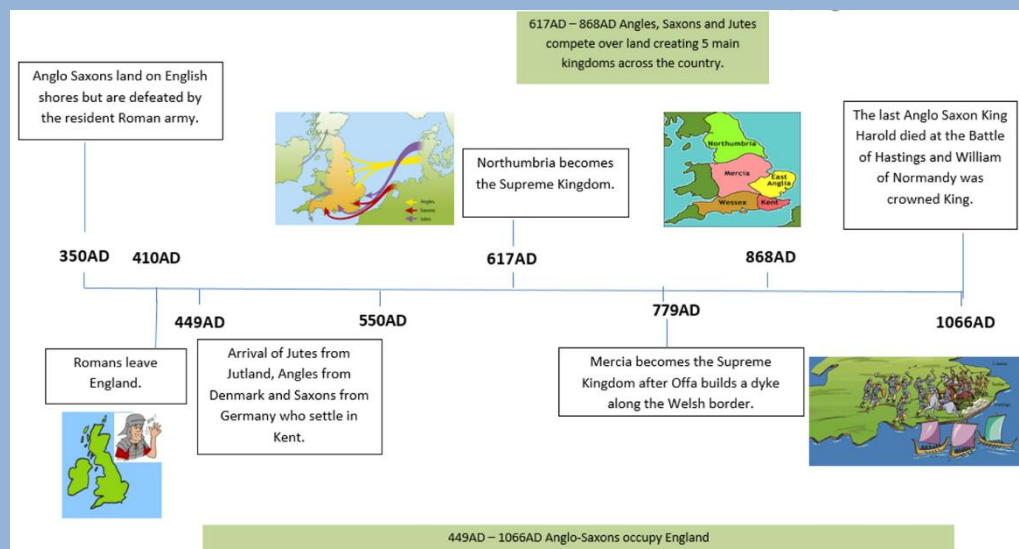 617AD – 868AD Angles, Saxons and Jutes
compete over land creating 5 main
kingdoms across the country.
Anglo Saxons land on English
shores but are defeated by
the resident Roman army.
Northumbria becomes
the Supreme Kingdom.
The last Anglo Saxon King
Harold died at the Battle
of Hastings and William
of Normandy was
crowned King.
Angles
Saxons
Jutes
Northumbria
Mercia
East
Anglia
Wessex
Kent
350AD
410AD
617AD
868AD
449AD
550AD
779AD
1066AD
Romans leave
England.
Arrival of Jutes from
Jutland, Angles from
Denmark and Saxons from
Germany who settle in
Kent.
Mercia becomes the Supreme
Kingdom after Offa builds a dyke
along the Welsh border.
449AD – 1066AD Anglo-Saxons occupy England